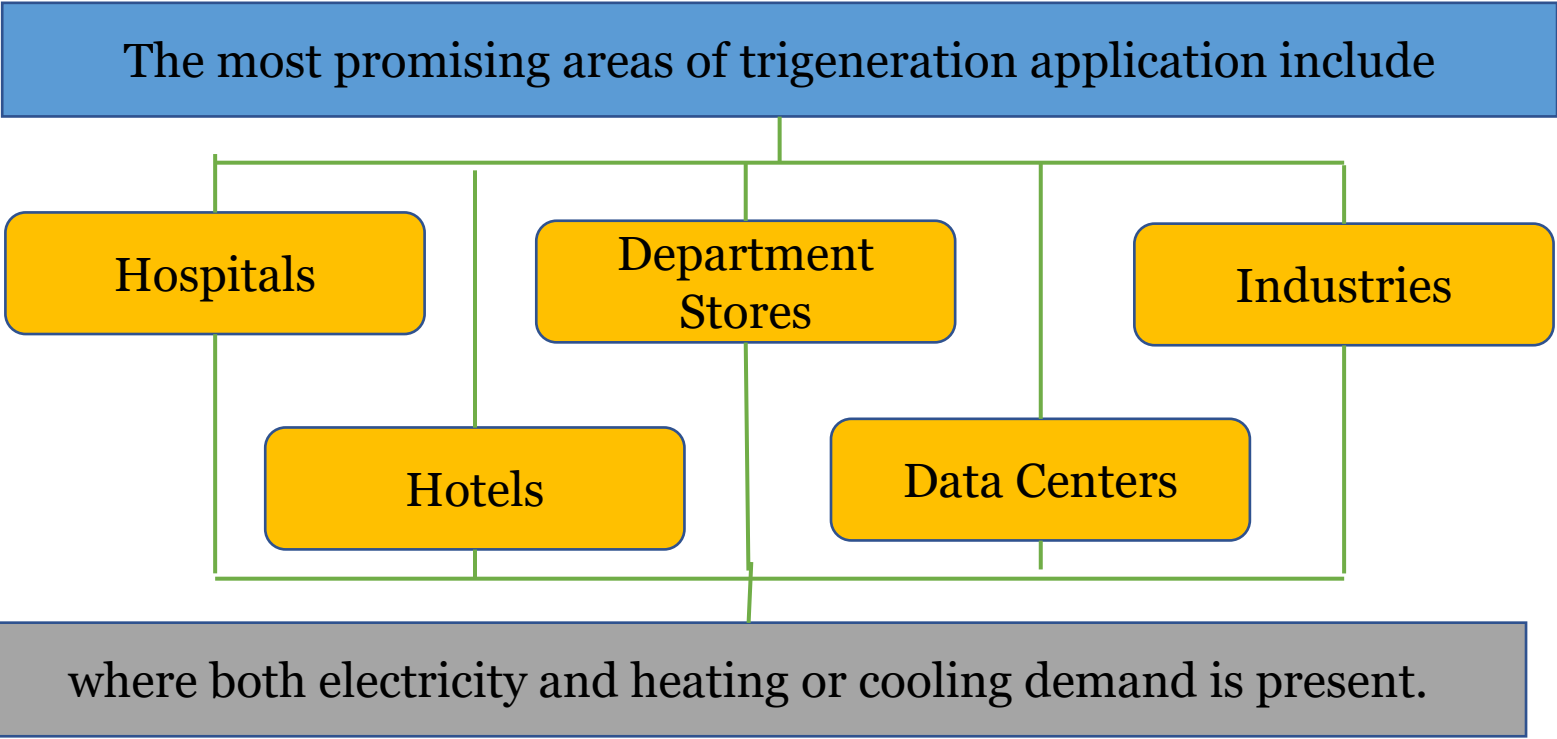 The most promising areas of trigeneration application include
Hospitals
Department
Stores
Industries
Hotels
Data Centers
where both electricity and heating or cooling demand is present.